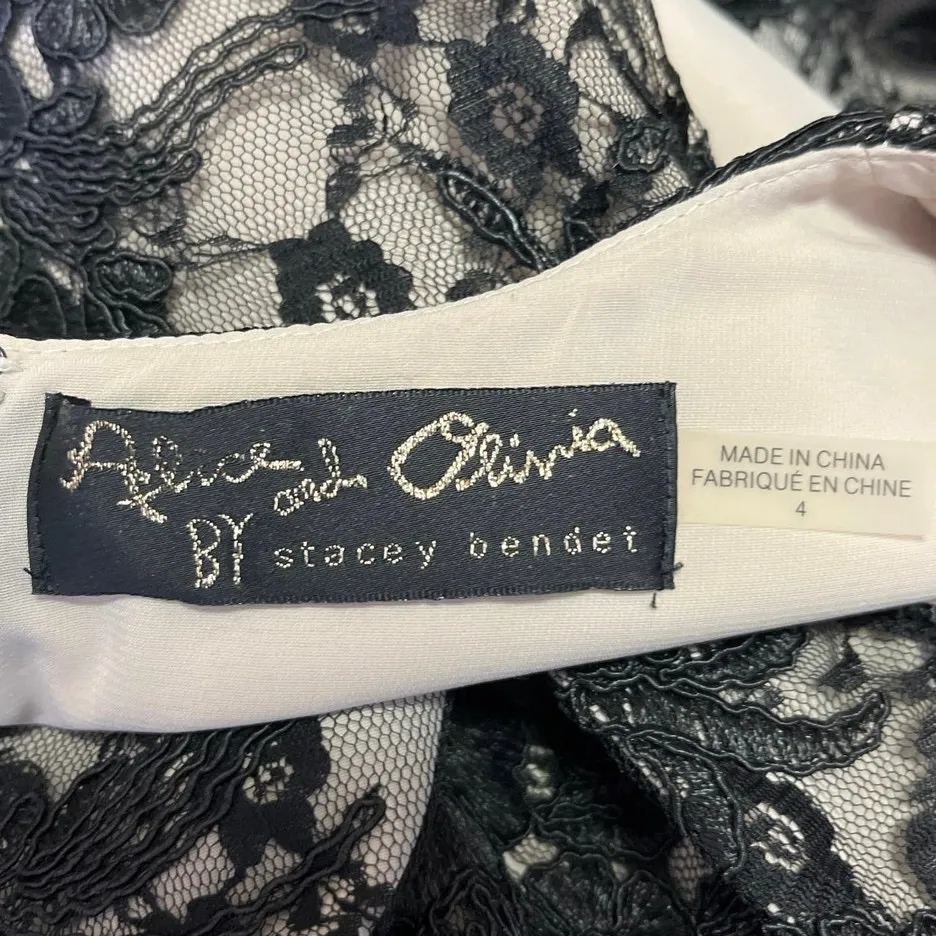 Alice and Olivia
BY stacey bendet
MADE IN CHINA
FABRIQUÉ EN CHINE
4